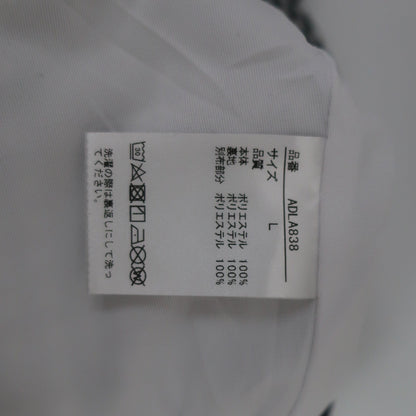 品番 ADLA838
サイズ L
品質
本体 ポリエステル 100%
裏地 ポリエステル 100%
別布部分 ポリエステル 100%
洗濯の際は裏返しにして洗っ
てください。